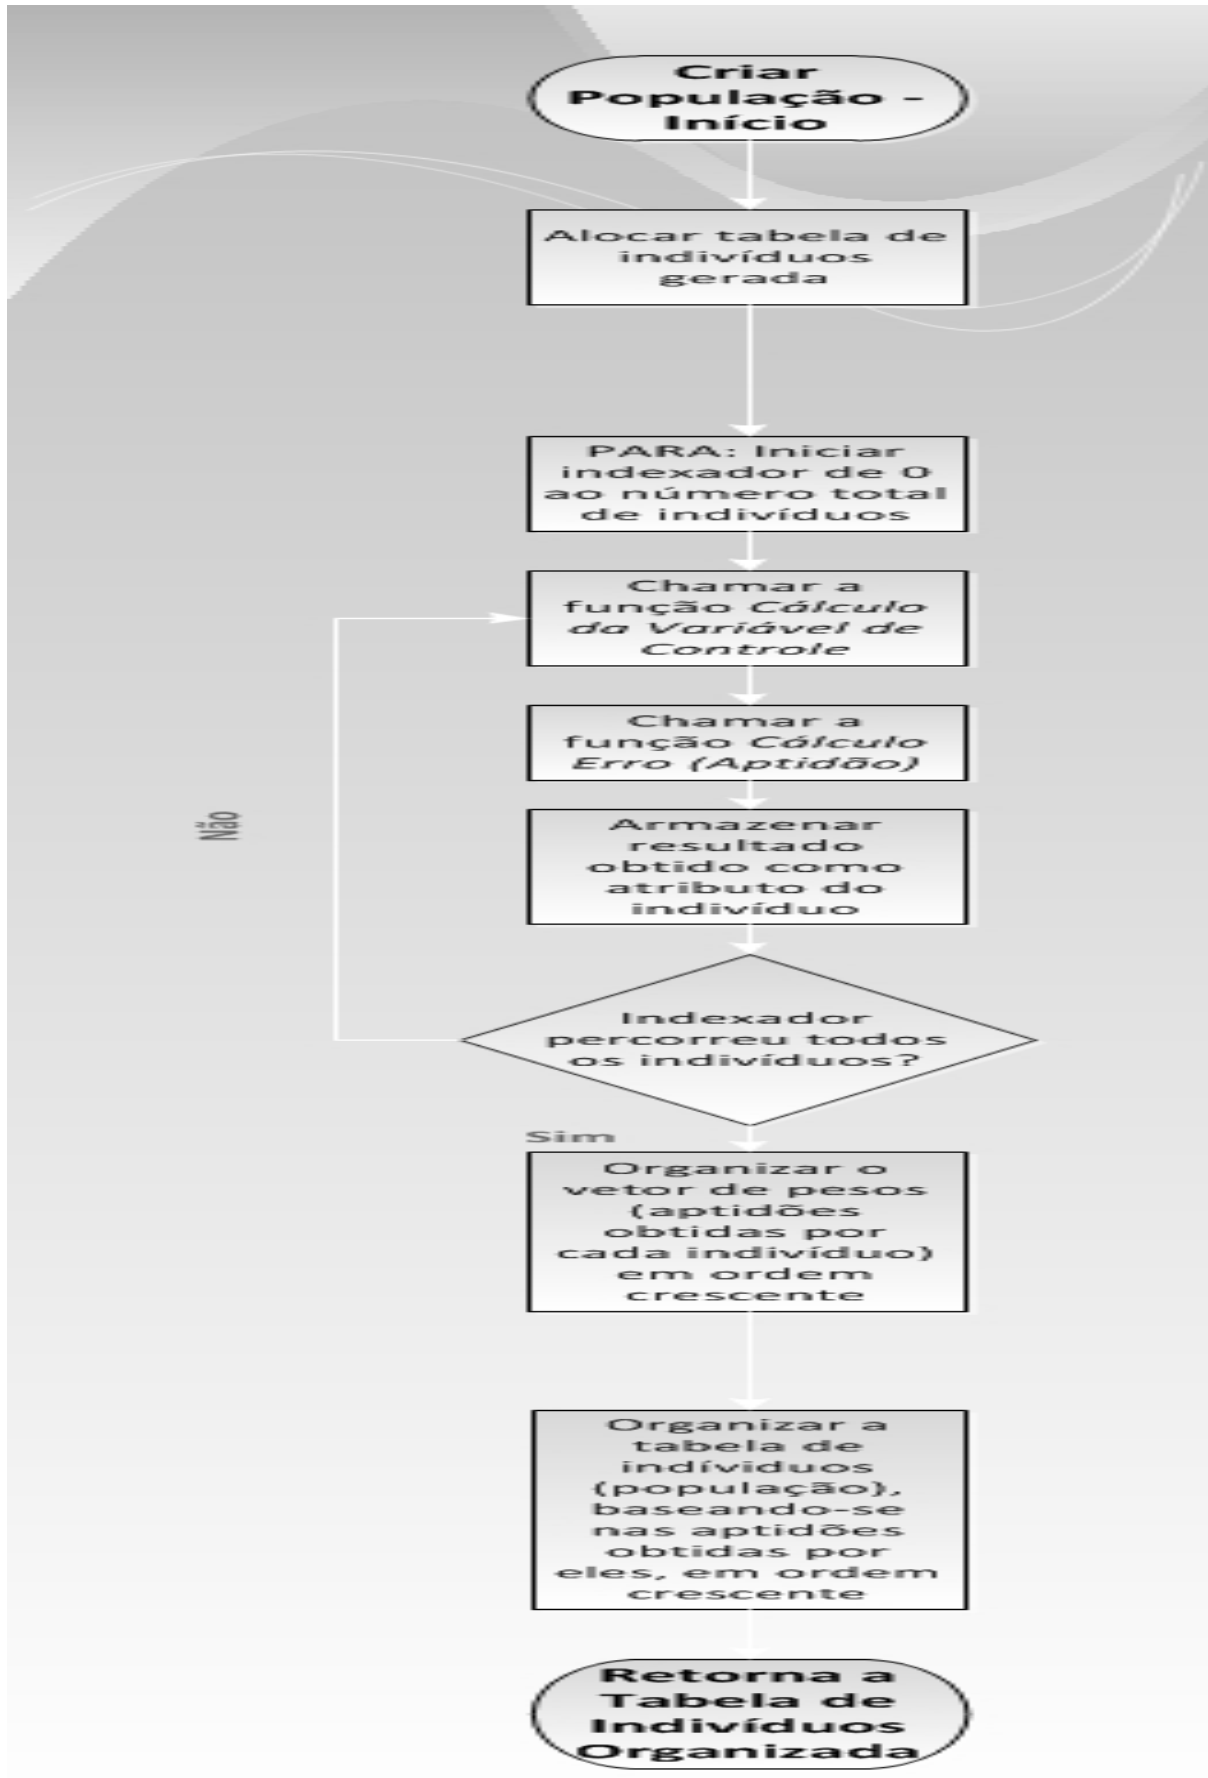 Criar
População -
Início
Alocar tabela de
indivíduos
gerada
PARA: Iniciar
indexador de 0
ao número total
de indivíduos
Chamar a
função Cálculo
da Variável de
Controle
Chamar a
função Cálculo
Erro (Aptidão)
Armazenar
resultado
obtido como
atributo do
indivíduo
Não
Indexador
percorreu todos
os indivíduos?
Sim
Organizar o
vetor de pesos
(aptidões
obtidas por
cada indivíduo)
em ordem
crescente
Organizar a
tabela de
indíviduos
(população),
baseando-se
nas aptidões
obtidas por
eles, em ordem
crescente
Retorna a
Tabela de
Indivíduos
Organizada